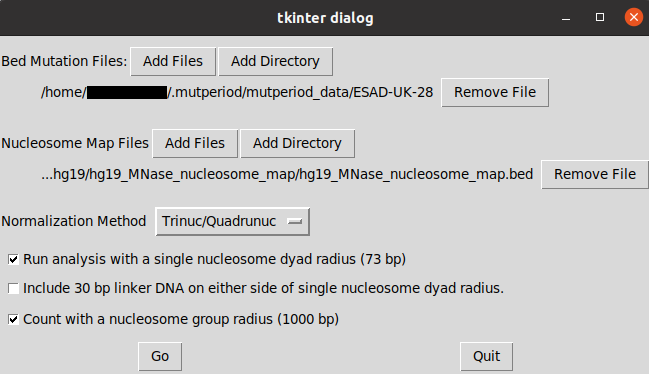 tkinter dialog
Bed Mutation Files: Add Files Add Directory
/home/ /.mutperiod/mutperiod_data/ESAD-UK-28 Remove File
Nucleosome Map Files Add Files Add Directory
...hg19/hg19_MNase_nucleosome_map/hg19_MNase_nucleosome_map.bed Remove File
Normalization Method Trinuc/Quadrunuc
Run analysis with a single nucleosome dyad radius (73 bp)
Include 30 bp linker DNA on either side of single nucleosome dyad radius.
Count with a nucleosome group radius (1000 bp)
Go Quit